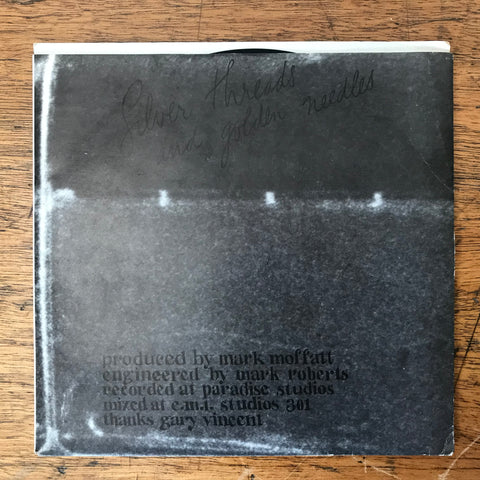 Silver threads
and golden needles
produced by mark moffatt
engineered by mark roberts
recorded at paradise studios
mixed at e.m.i. studios 301
thanks gary vincent